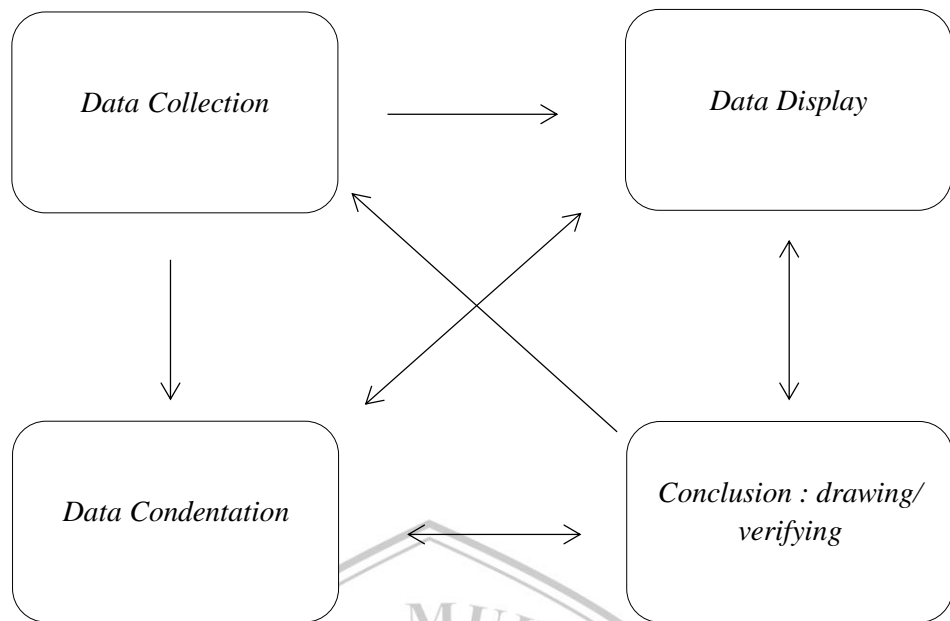 Data Collection
Data Display
Data Condentation
Conclusion : drawing/
verifying